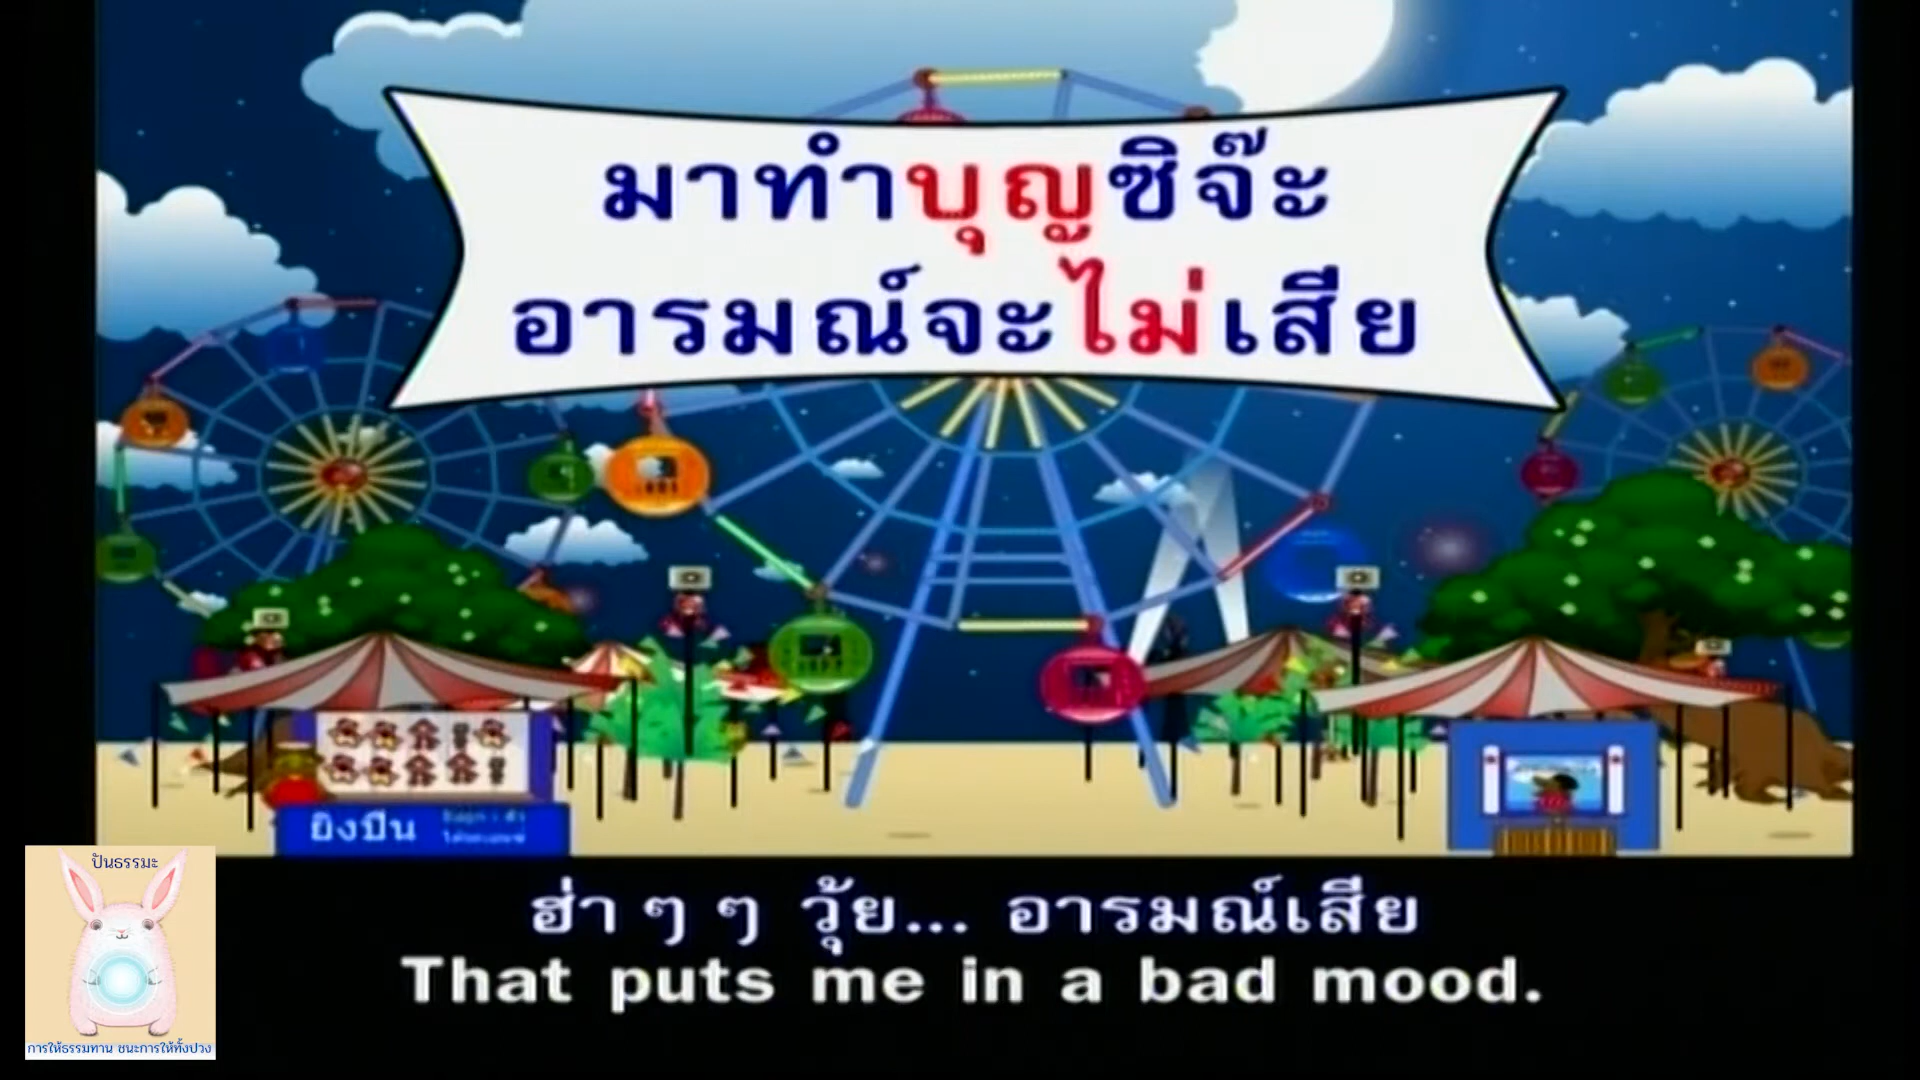 มาทำบุญซิจ๊ะ
อารมณ์จะไม่เสีย
ยิงปืน
ปันธรรมะ
การให้ธรรมทาน ชนะการให้ทั้งปวง
ฮ่า ๆ ๆ วุ้ย... อารมณ์เสีย
That puts me in a bad mood.